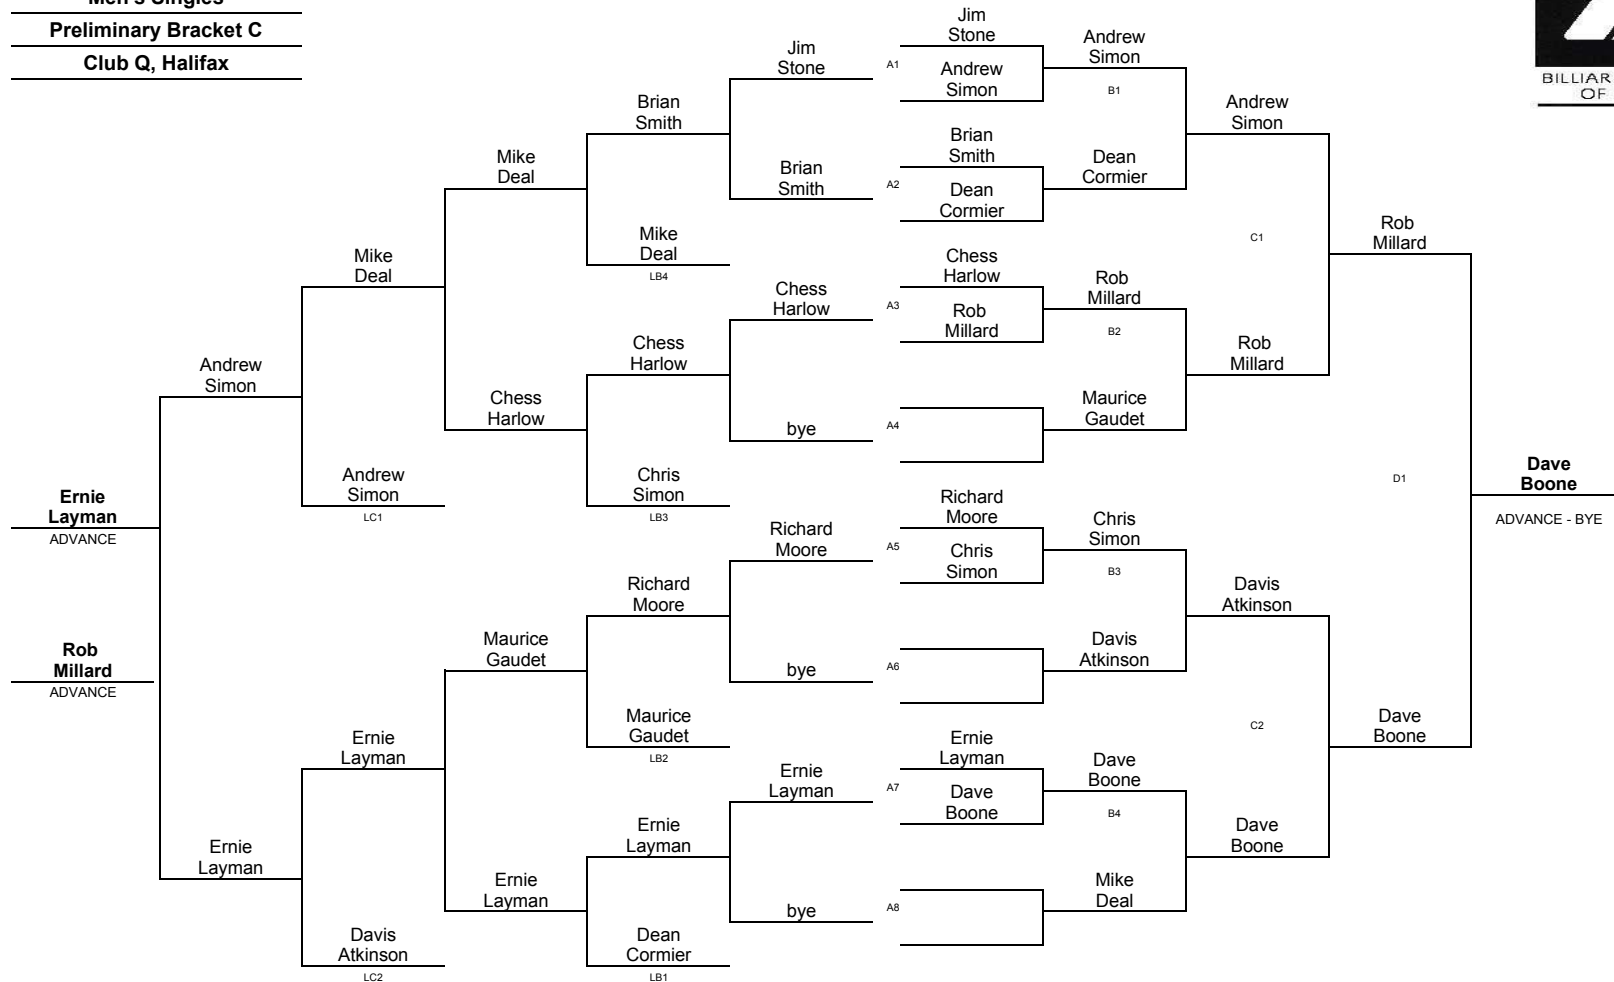 Men's Singles
Preliminary Bracket C
Club Q, Halifax
BILLIAR
OF
Ernie
Layman
ADVANCE
Rob
Millard
ADVANCE
Andrew
Simon
Ernie
Layman
Mike
Deal
Andrew
Simon
LC1
Ernie
Layman
Davis
Atkinson
LC2
Mike
Deal
Chess
Harlow
Maurice
Gaudet
Ernie
Layman
Brian
Smith
Mike
Deal
LB4
Chess
Harlow
Chris
Simon
LB3
Richard
Moore
Maurice
Gaudet
LB2
Ernie
Layman
Dean
Cormier
LB1
Jim
Stone
Brian
Smith
Chess
Harlow
bye
Richard
Moore
bye
Ernie
Layman
bye
A1
A2
A3
A4
A5
A6
A7
A8
Jim
Stone
Andrew
Simon
Brian
Smith
Dean
Cormier
Chess
Harlow
Rob
Millard
Richard
Moore
Chris
Simon
Ernie
Layman
Dave
Boone
Andrew
Simon
B1
Dean
Cormier
Rob
Millard
B2
Maurice
Gaudet
Chris
Simon
B3
Davis
Atkinson
Dave
Boone
B4
Mike
Deal
Andrew
Simon
C1
Rob
Millard
Davis
Atkinson
C2
Dave
Boone
Rob
Millard
D1
Dave
Boone
Dave
Boone
ADVANCE - BYE